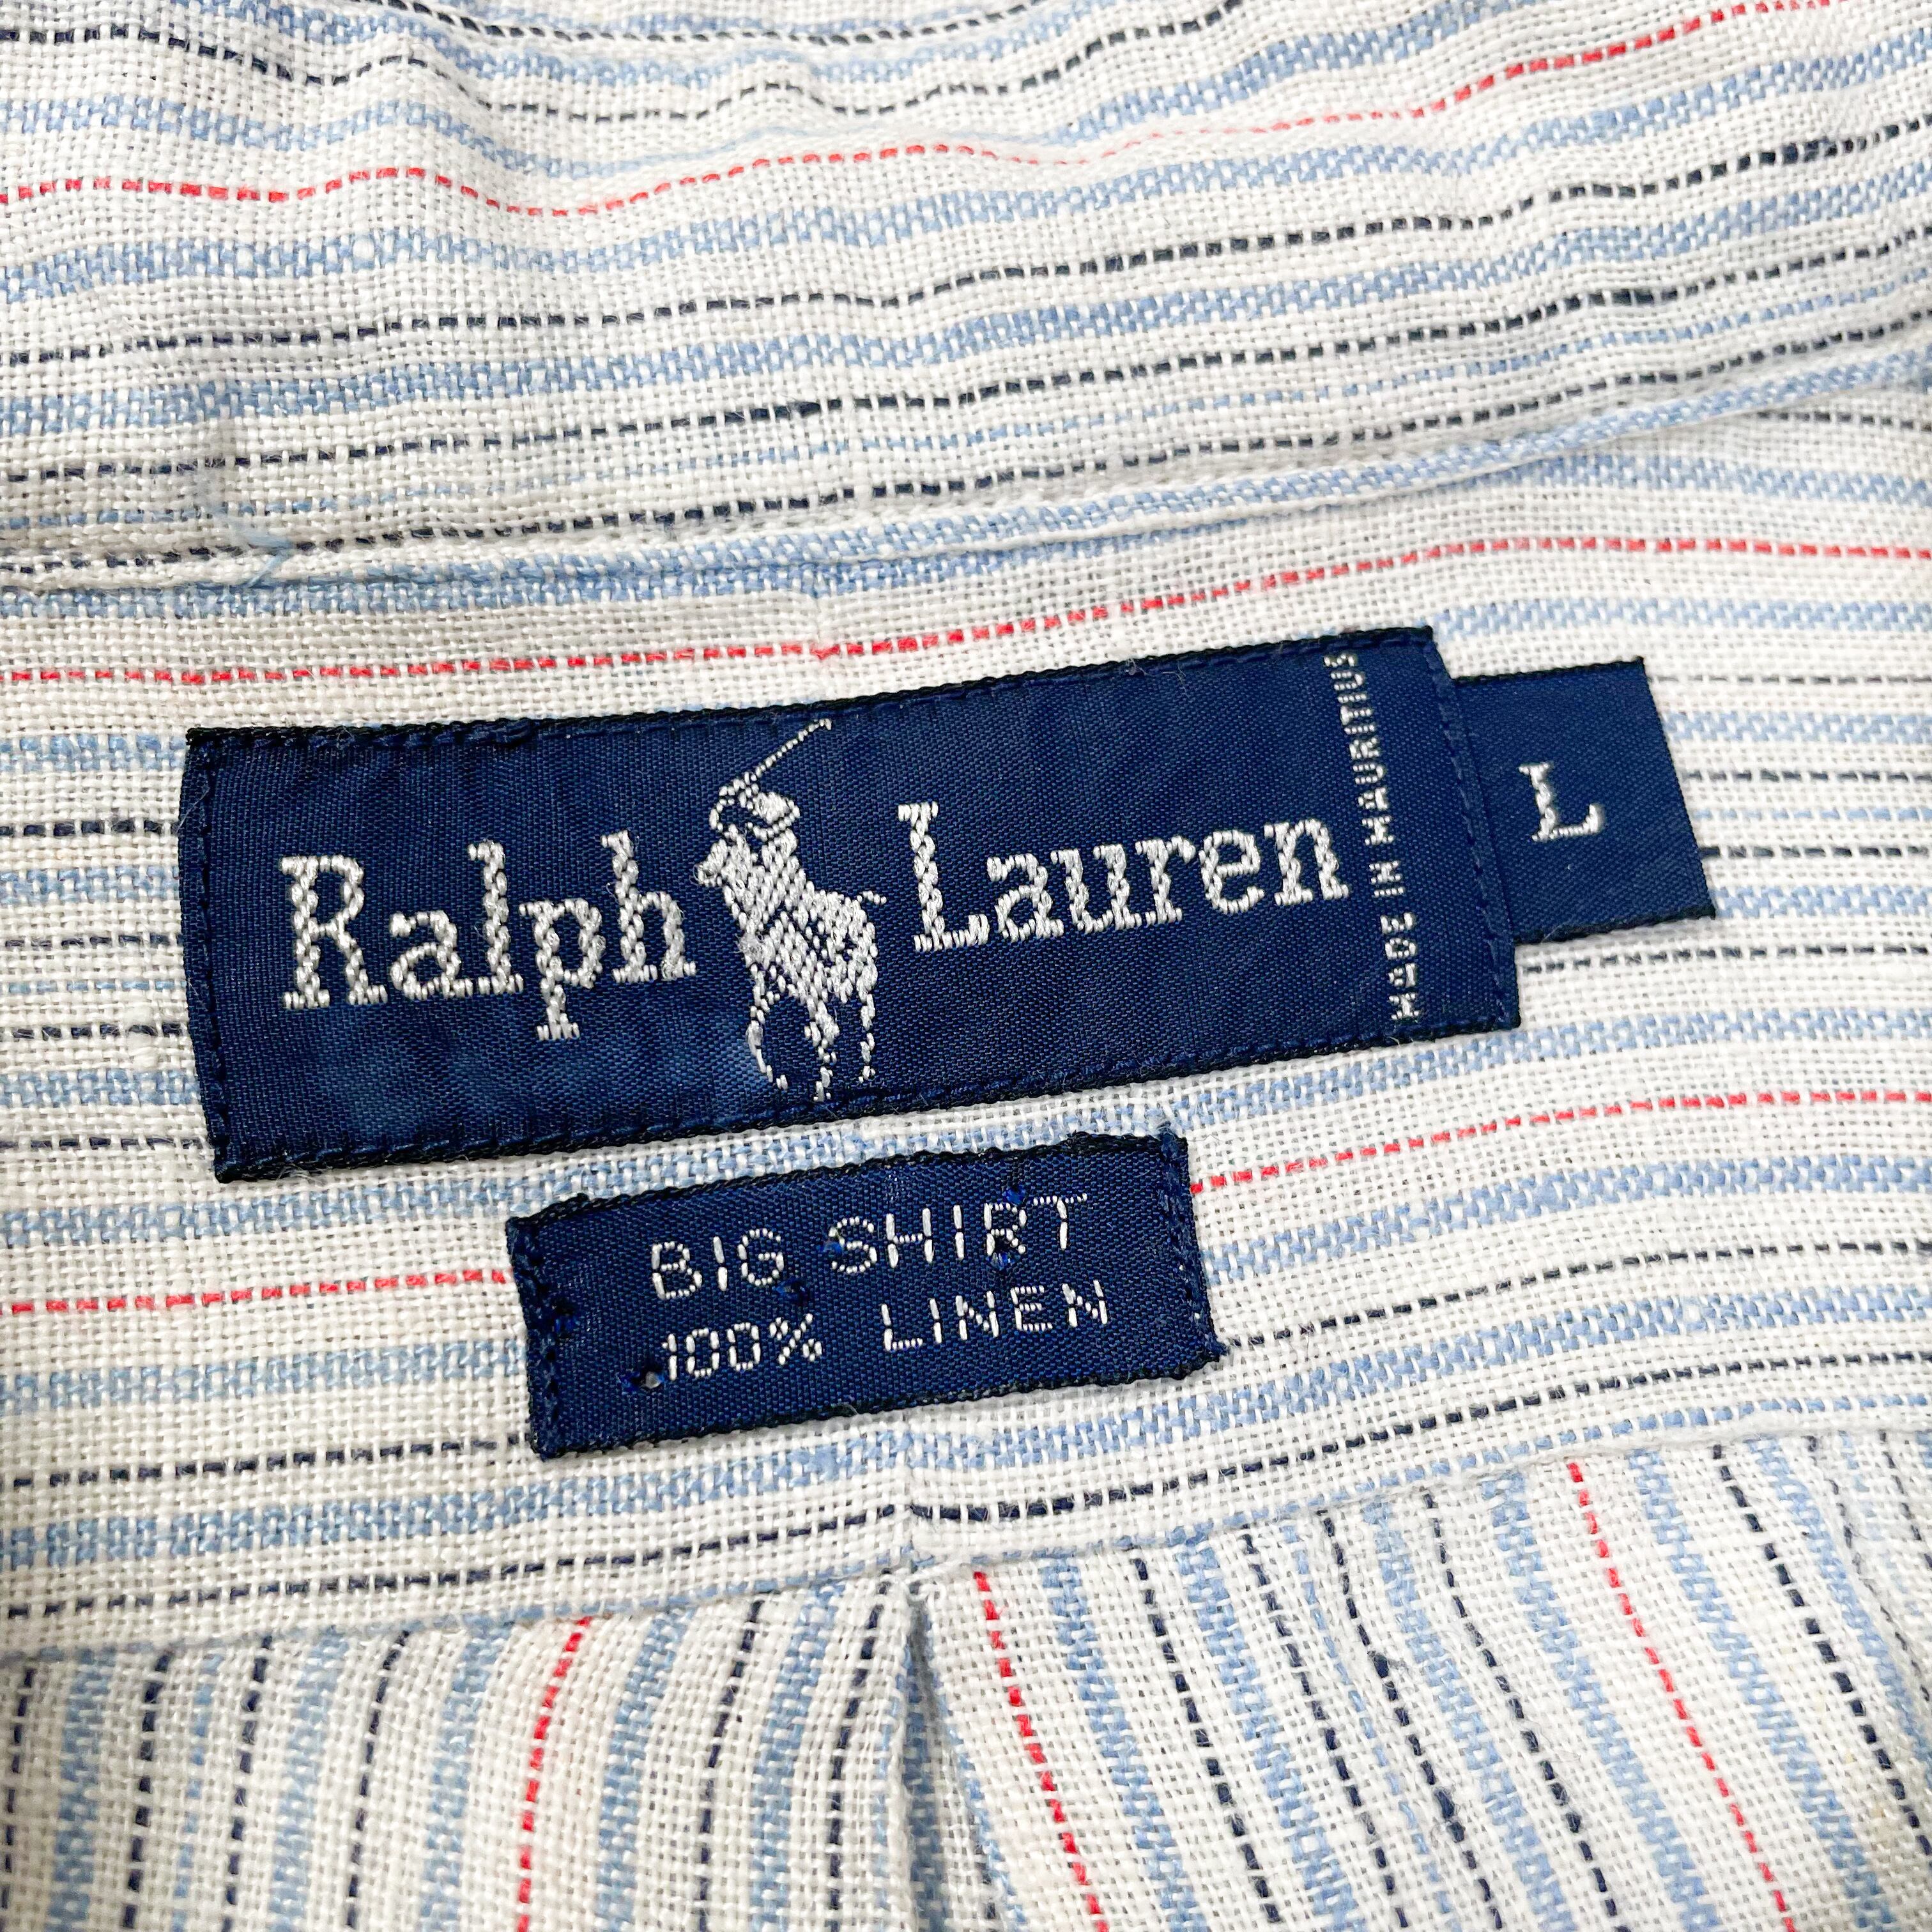 Ralph Lauren
MADE IN MAURITIUS
L
BIG SHIRT
100% LINEN